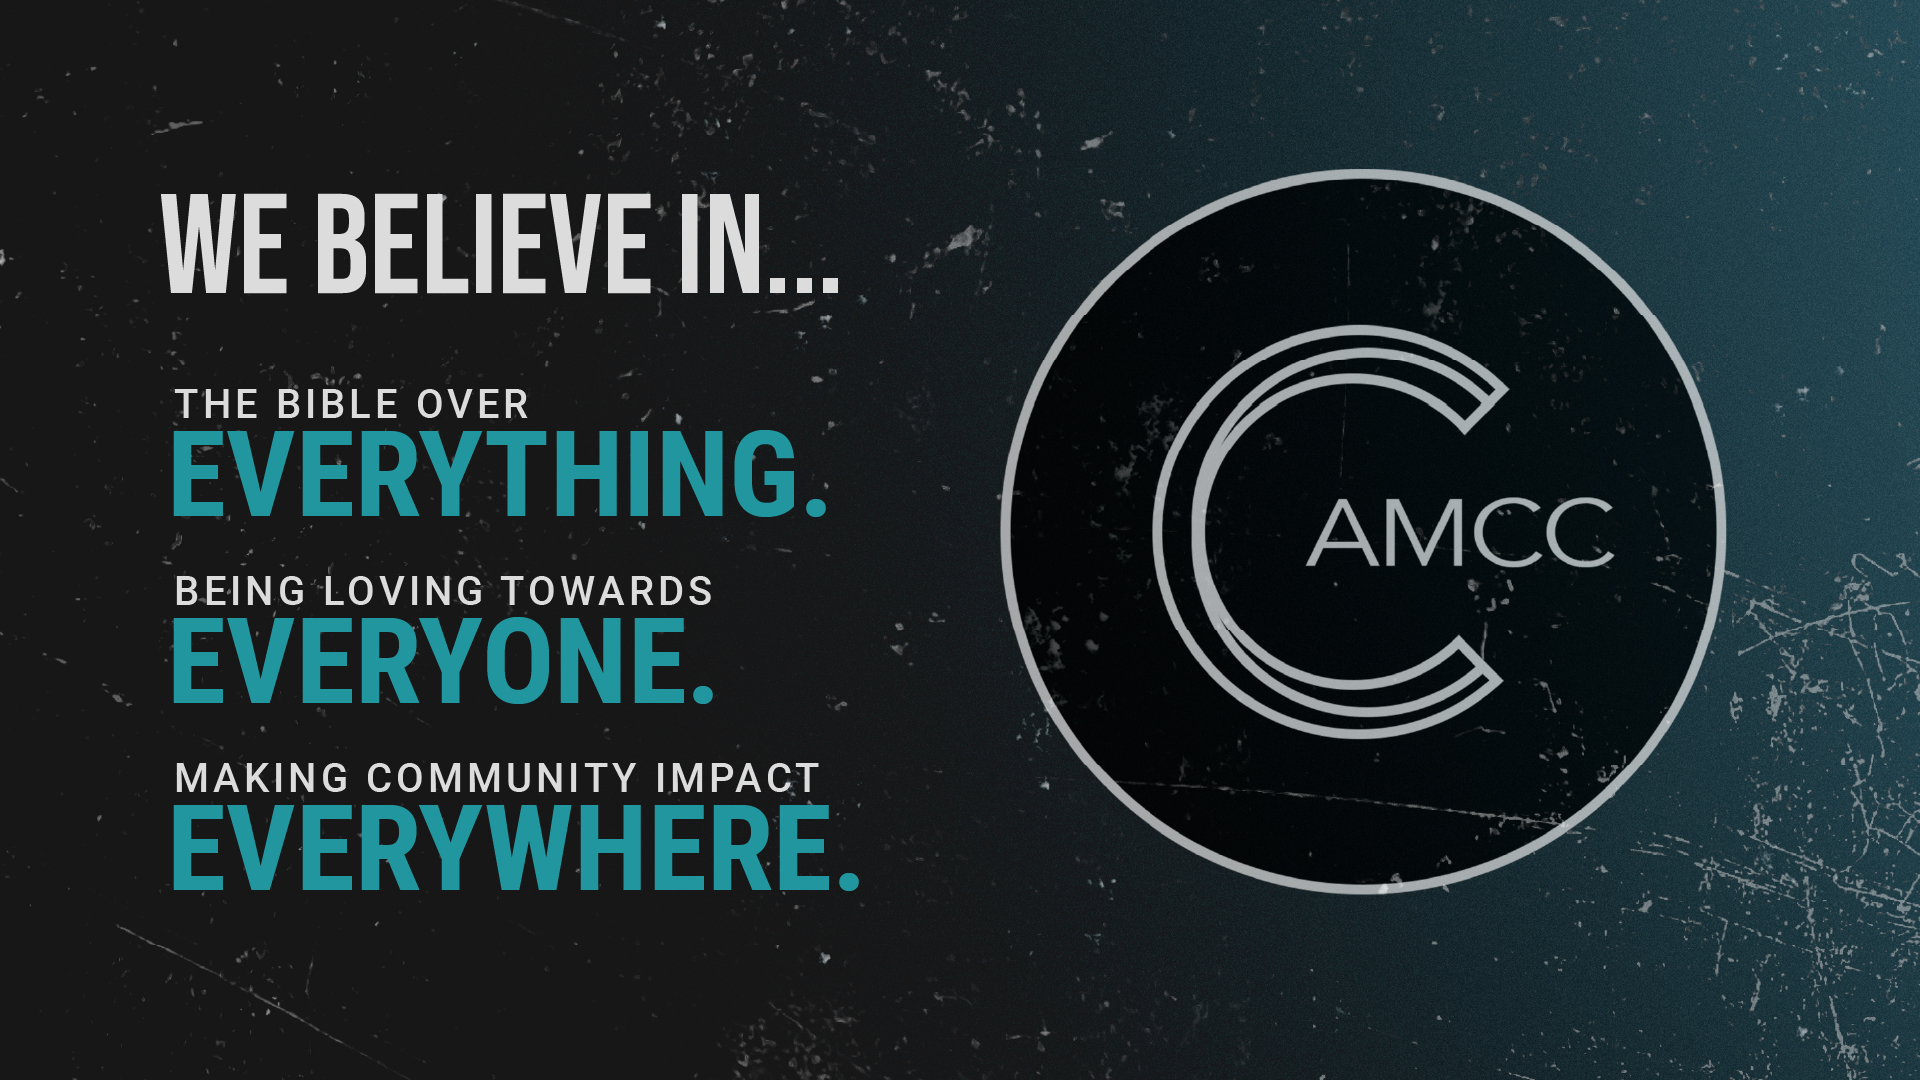 WE BELIEVE IN...
THE BIBLE OVER
EVERYTHING.
BEING LOVING TOWARDS
EVERYONE.
MAKING COMMUNITY IMPACT
EVERYWHERE.
C
AMCC